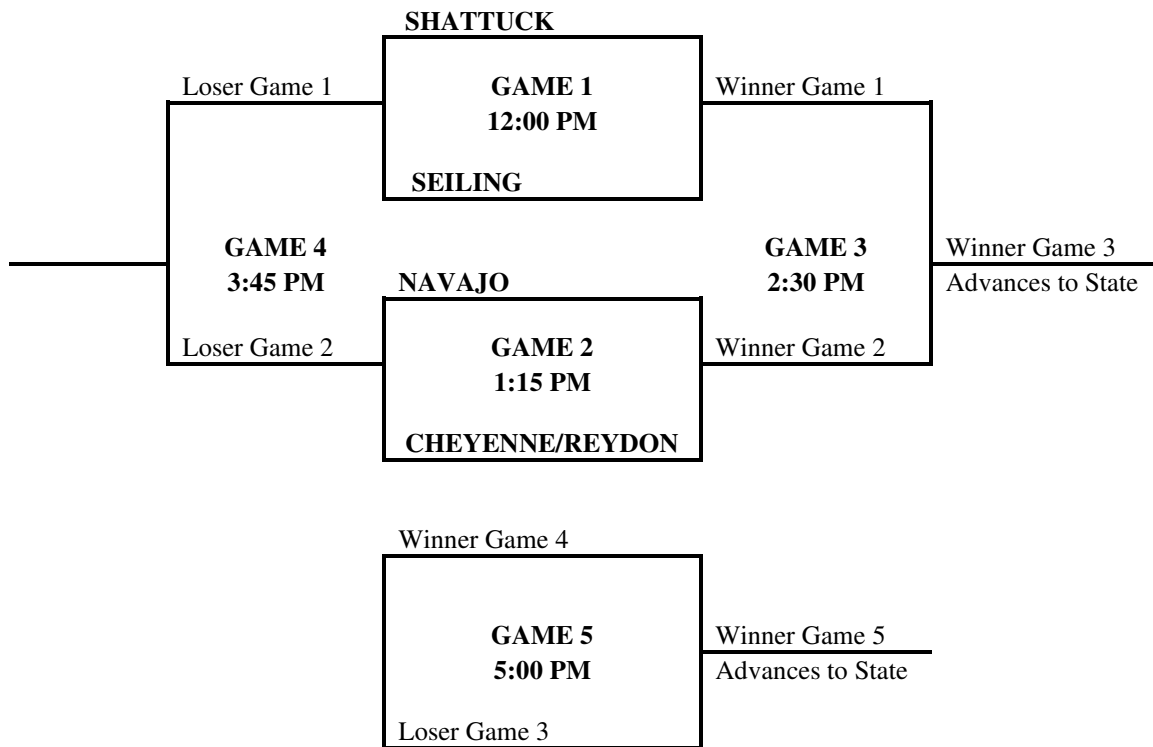 SHATTUCK
Loser Game 1
GAME 1
Winner Game 1
12:00 PM
SEILING
GAME 4
GAME 3
Winner Game 3
3:45 PM
NAVAJO
2:30 PM
Advances to State
Loser Game 2
GAME 2
Winner Game 2
1:15 PM
CHEYENNE/REYDON
Winner Game 4
GAME 5
Winner Game 5
5:00 PM
Advances to State
Loser Game 3